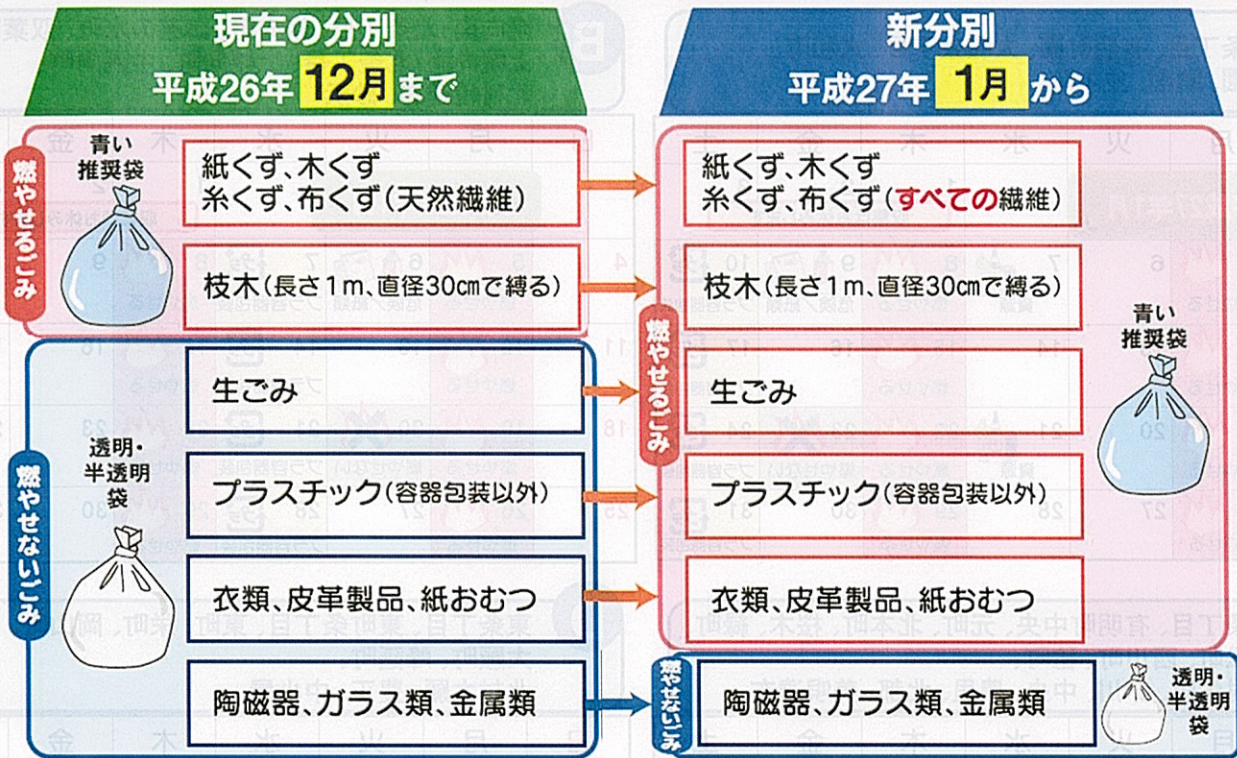 現在の分別
平成26年 12月 まで
燃やせるごみ
青い
推奨袋
紙くず、木くず
糸くず、布くず(天然繊維)
枝木(長さ1m、直径30cmで縛る)
燃やせないごみ
透明・
半透明
袋
生ごみ
プラスチック(容器包装以外)
衣類、皮革製品、紙おむつ
陶磁器、ガラス類、金属類
新分別
平成27年 1月 から
燃やせるごみ
紙くず、木くず
糸くず、布くず(すべての繊維)
枝木(長さ1m、直径30cmで縛る)
生ごみ
プラスチック(容器包装以外)
衣類、皮革製品、紙おむつ
青い
推奨袋
燃やせないごみ
陶磁器、ガラス類、金属類
透明・
半透明
袋